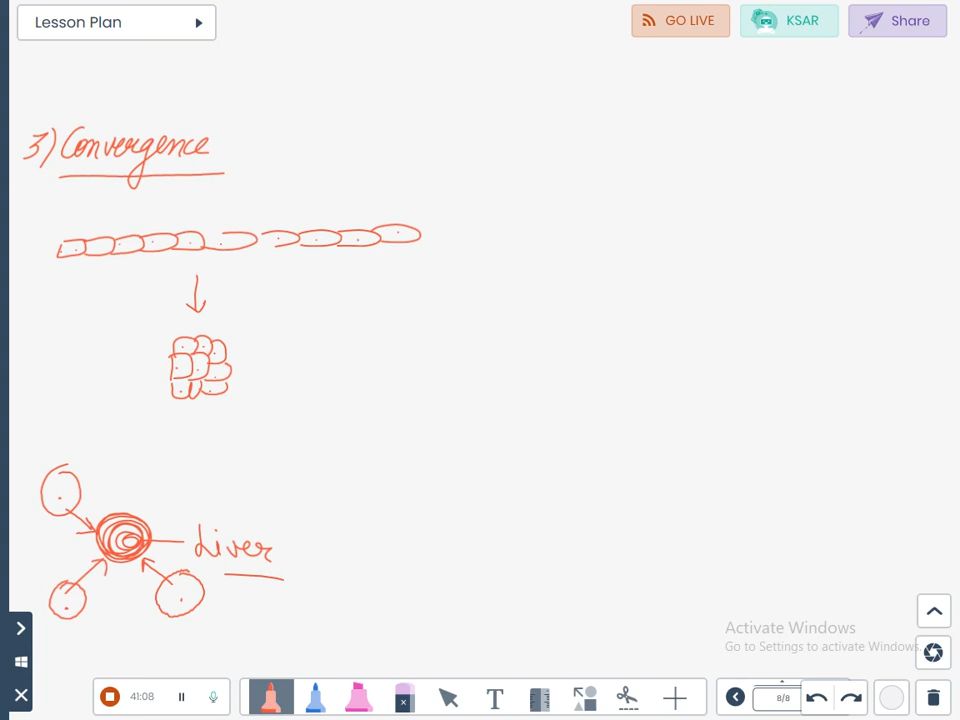 Lesson Plan
GO LIVE
KSAR
Share
3) Convergence
Liver
Activate Windows
Go to Settings to activate Windows.
41:08
T
8/8